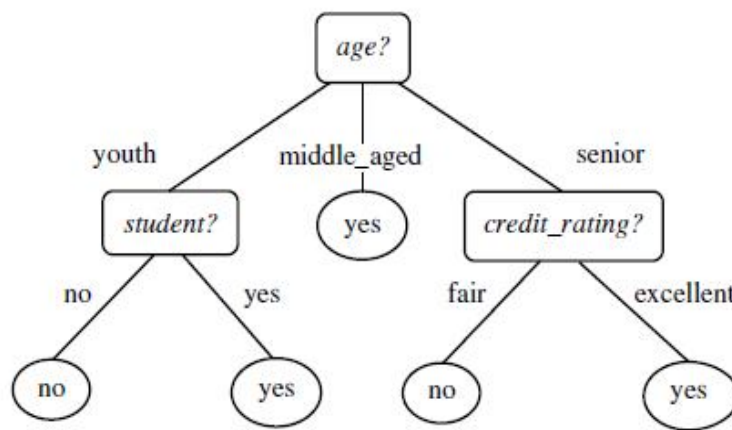 age?
youth
middle_aged
senior
student?
yes
credit_rating?
no
yes
fair
excellent
no
yes
no
yes